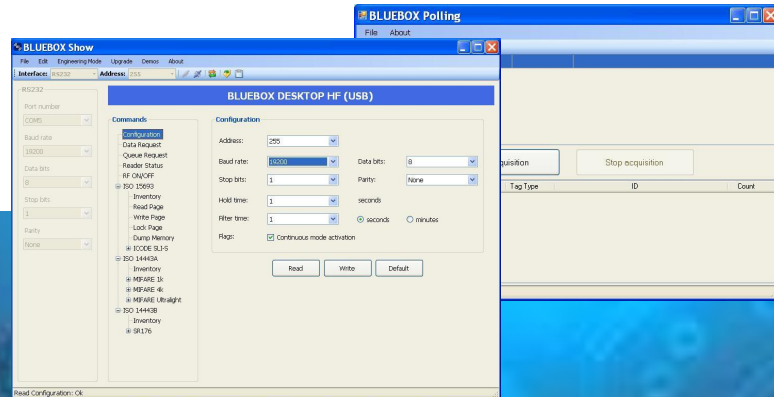 BLUEBOX Polling
File About
BLUEBOX Show
File Edit Engineering Mode Upgrade Demos About
Interface: RS232 Address: 255
RS232
Port number
COM5
Baud rate
19200
Data bits
8
Stop bits
1
Parity
None
BLUEBOX DESKTOP HF (USB)
Commands
Configuration
Data Request
Queue Request
Reader Status
RF ON/OFF
ISO 15693
Inventory
Read Page
Write Page
Lock Page
Dump Memory
ICODE SLI-S
ISO 14443A
Inventory
MIFARE 1k
MIFARE 4k
MIFARE Ultralight
ISO 14443B
Inventory
SR176
Configuration
Address: 255
Baud rate: 19200 Data bits: 8
Stop bits: 1 Parity: None
Hold time: 1 seconds
Filter time: 1 seconds minutes
Flags: Continuous mode activation
Read Write Default
Read Configuration: Ok
quisition Stop acquisition
Tag Type ID Count